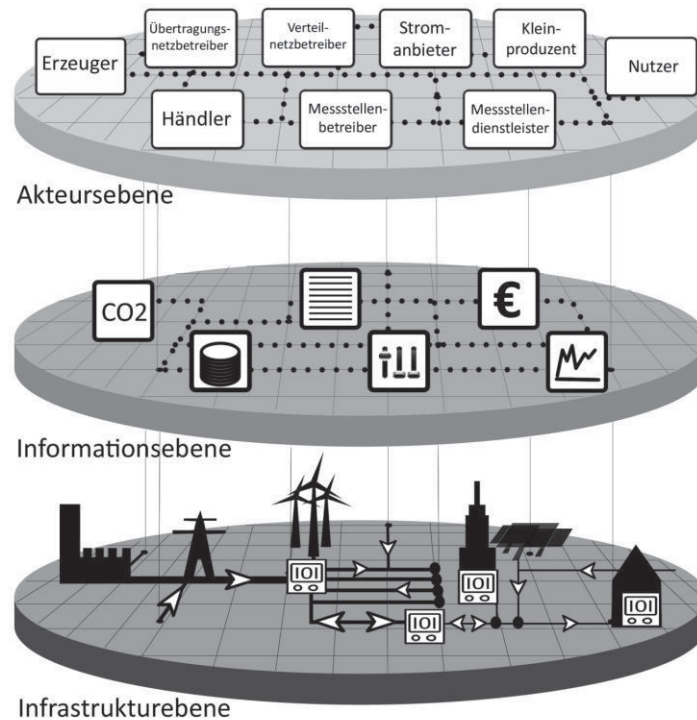 Erzeuger
Übertragungs-
netzbetreiber
Verteil-
netzbetreiber
Strom-
anbieter
Klein-
produzent
Nutzer
Händler
Messstellen-
betreiber
Messstellen-
dienstleister
Akteursebene
CO2
€
Informationsebene
IOI
IOI
IOI
IOI
Infrastrukturebene